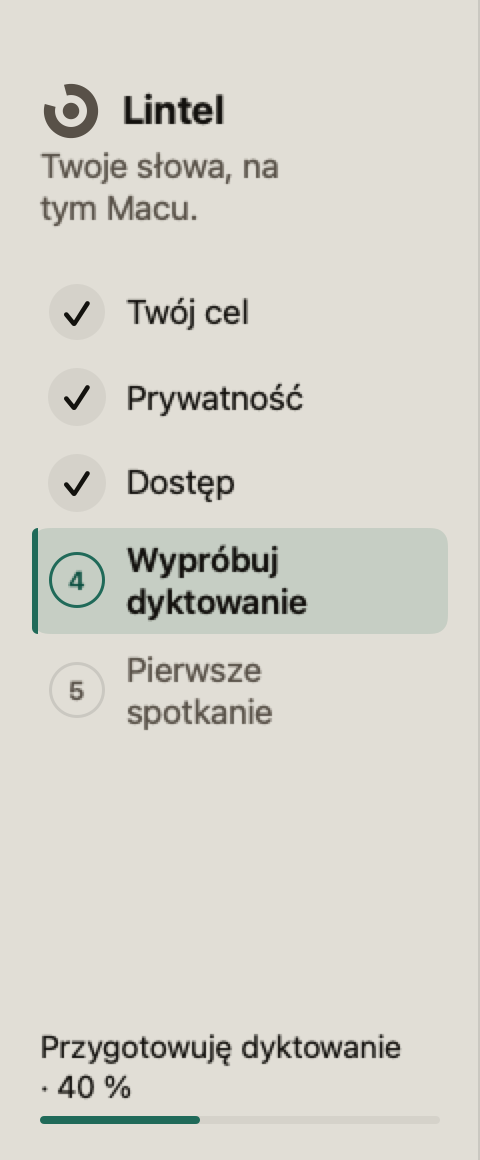 Lintel
Twoje słowa, na
tym Macu.
Twój cel
Prywatność
Dostęp
4
Wypróbuj
dyktowanie
5
Pierwsze
spotkanie
Przygotowuję dyktowanie
· 40 %